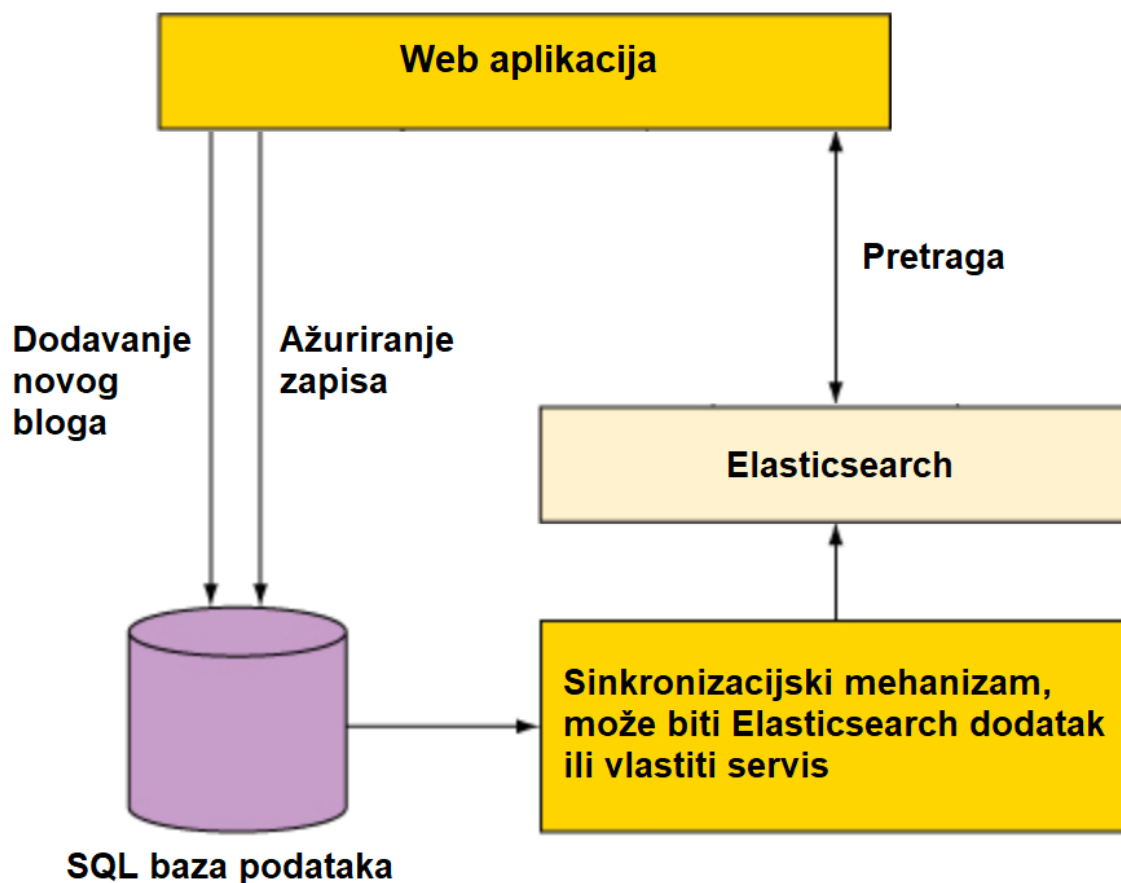 Web aplikacija
Pretraga
Dodavanje
novog
bloga
Ažuriranje
zapisa
Elasticsearch
Sinkronizacijski mehanizam,
može biti Elasticsearch dodatak
ili vlastiti servis
SQL baza podataka